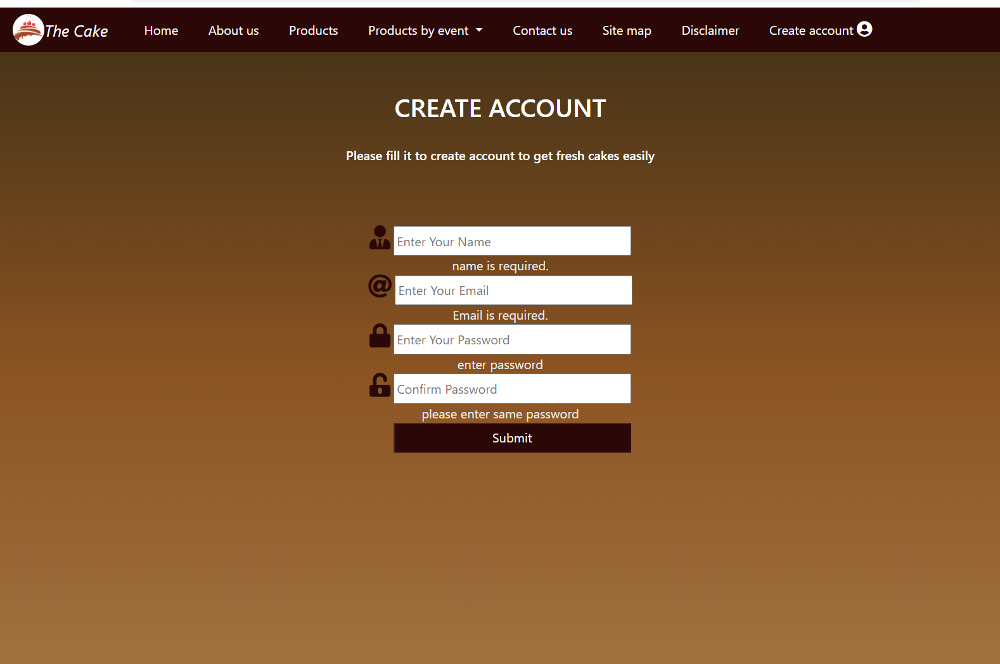 The Cake Home About us Products Products by event Contact us Site map Disclaimer Create account
CREATE ACCOUNT
Please fill it to create account to get fresh cakes easily
Enter Your Name
name is required.
@ Enter Your Email
Email is required.
Enter Your Password
enter password
Confirm Password
please enter same password
Submit